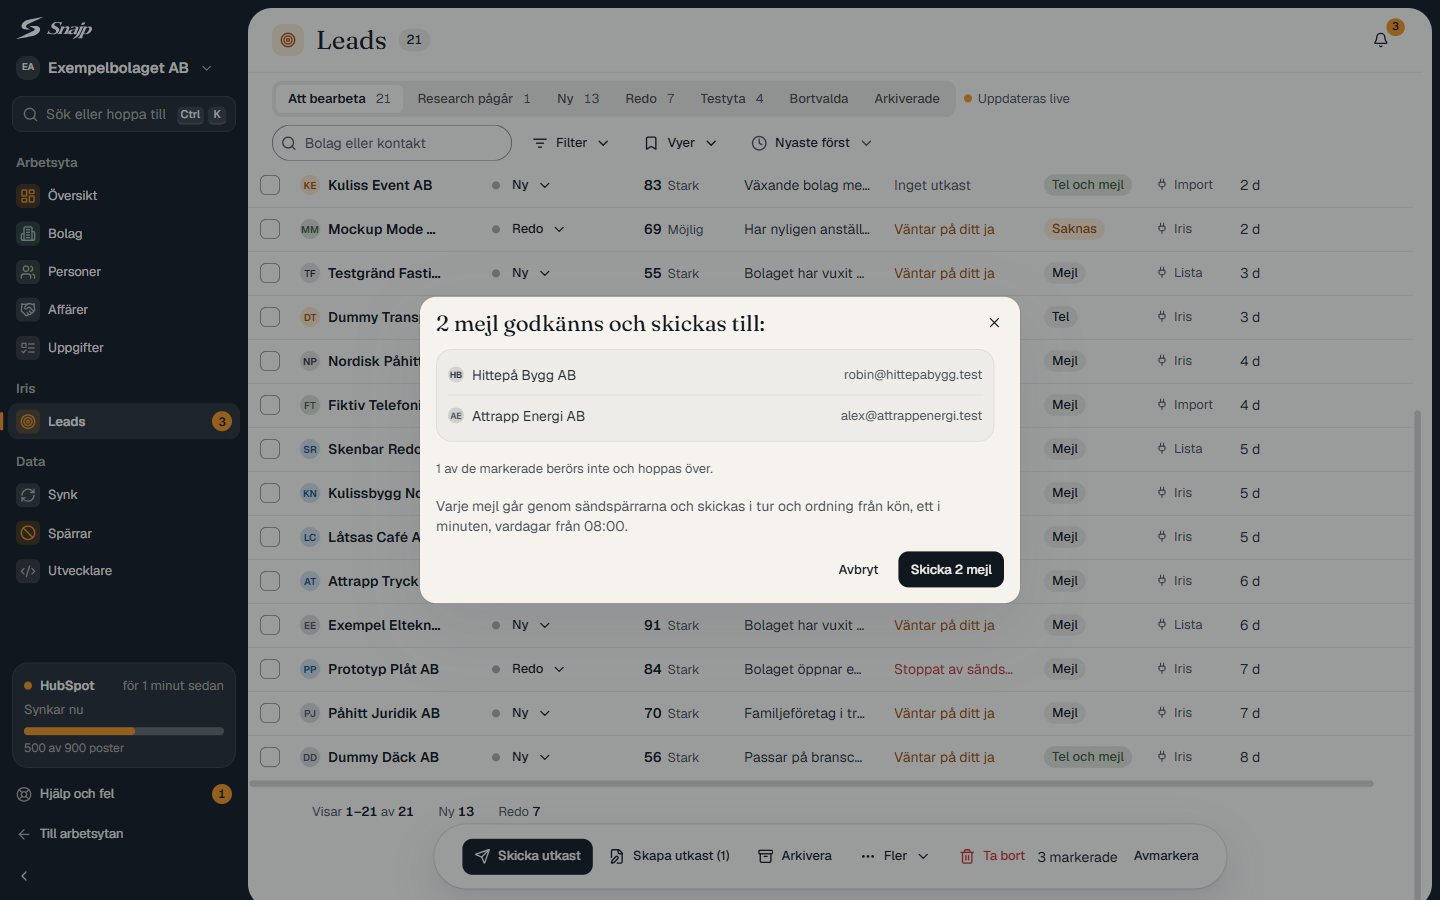 Snajp
EA Exempelbolaget AB
Sök eller hoppa till Ctrl K
Arbetsyta
Översikt
Bolag
Personer
Affärer
Uppgifter
Iris
Leads 3
Data
Synk
Spärrar
Utvecklare
HubSpot för 1 minut sedan
Synkar nu
500 av 900 poster
Hjälp och fel 1
Till arbetsytan
Leads 21
3
Att bearbeta 21 Research pågår 1 Ny 13 Redo 7 Testyta 4 Bortvalda Arkiverade Uppdateras live
Bolag eller kontakt Filter Vyer Nyaste först
KE Kuliss Event AB Ny 83 Stark Växande bolag me... Inget utkast Tel och mejl Import 2 d
MM Mockup Mode ... Redo 69 Möjlig Har nyligen anställ... Väntar på ditt ja Saknas Iris 2 d
TF Testgränd Fasti... Ny 55 Stark Bolaget har vuxit ... Väntar på ditt ja Mejl Lista 3 d
DT Dummy Trans Tel Iris 3 d
NP Nordisk Påhit Mejl Iris 4 d
FT Fiktiv Telefoni Mejl Import 4 d
SR Skenbar Redo Mejl Lista 5 d
KN Kulissbygg No Mejl Iris 5 d
LC Låtsas Café A Mejl Iris 5 d
AT Attrapp Tryck Mejl Iris 6 d
EE Exempel Eltekn... Ny 91 Stark Bolaget har vuxit ... Väntar på ditt ja Mejl Lista 6 d
PP Prototyp Plåt AB Redo 84 Stark Bolaget öppnar e... Stoppat av sänds... Mejl Iris 7 d
PJ Påhitt Juridik AB Ny 70 Stark Familjeföretag i tr... Väntar på ditt ja Mejl Iris 7 d
DD Dummy Däck AB Ny 56 Stark Passar på bransc... Väntar på ditt ja Tel och mejl Iris 8 d
2 mejl godkänns och skickas till:
HB Hittepå Bygg AB robin@hittepabygg.test
AE Attrapp Energi AB alex@attrappenergi.test
1 av de markerade berörs inte och hoppas över.
Varje mejl går genom sändspärrarna och skickas i tur och ordning från kön, ett i
minuten, vardagar från 08:00.
Avbryt Skicka 2 mejl
Visar 1–21 av 21 Ny 13 Redo 7
Skicka utkast Skapa utkast (1) Arkivera Fler Ta bort 3 markerade Avmarkera